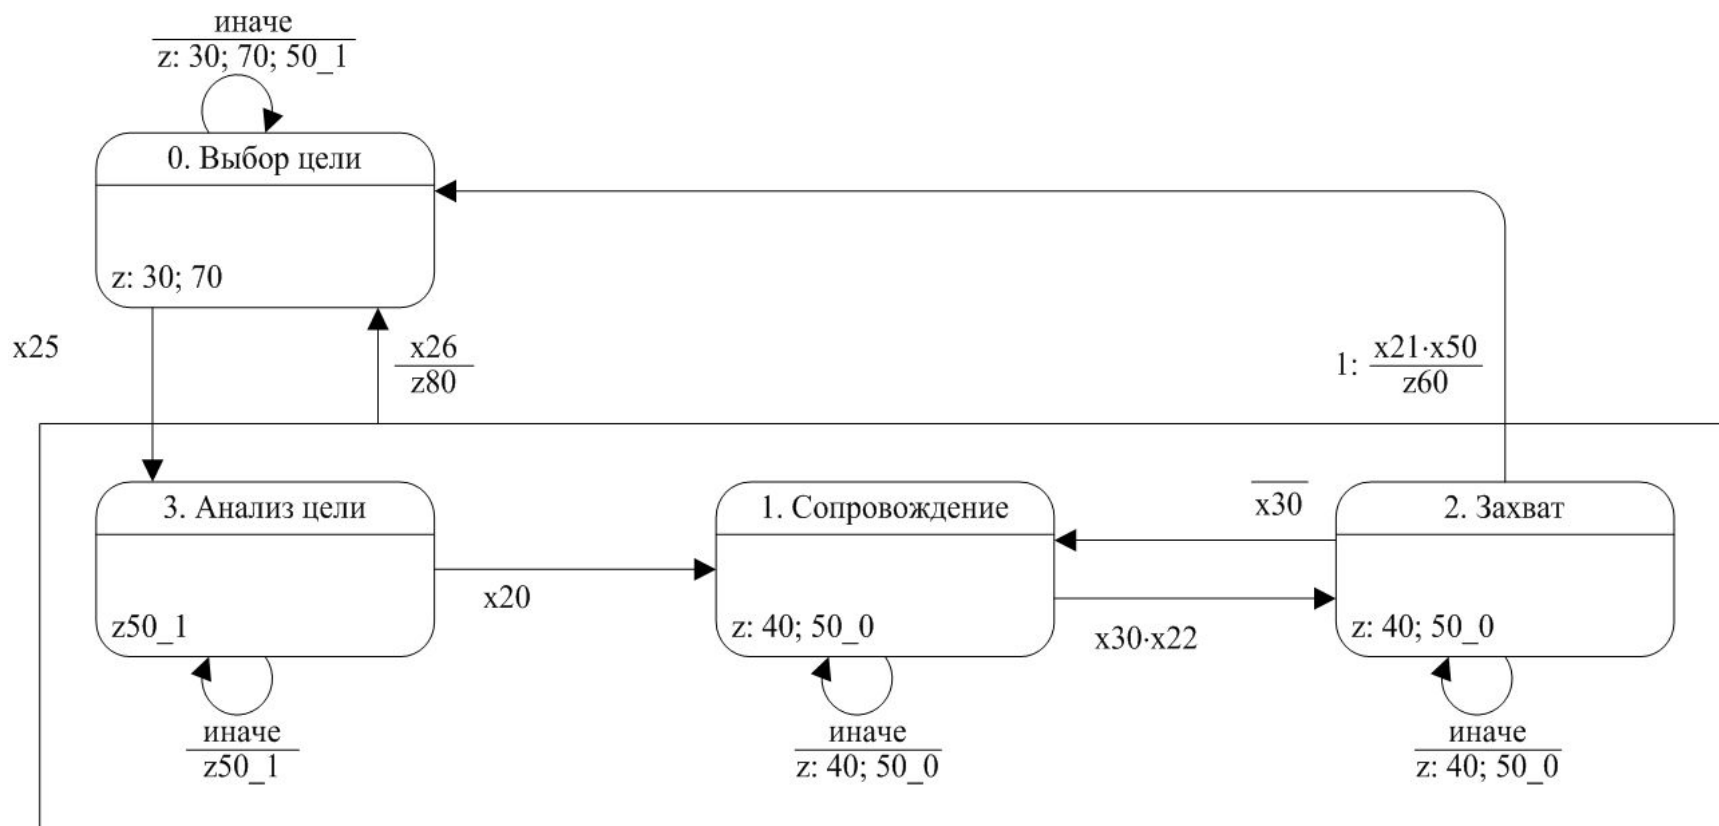 иначе
z: 30; 70; 50_1
0. Выбор цели
z: 30; 70
x25
x26
z80
1: x21·x50
z60
3. Анализ цели
z50_1
x20
1. Сопровождение
z: 40; 50_0
x30
x30·x22
2. Захват
z: 40; 50_0
иначе
z50_1
иначе
z: 40; 50_0
иначе
z: 40; 50_0